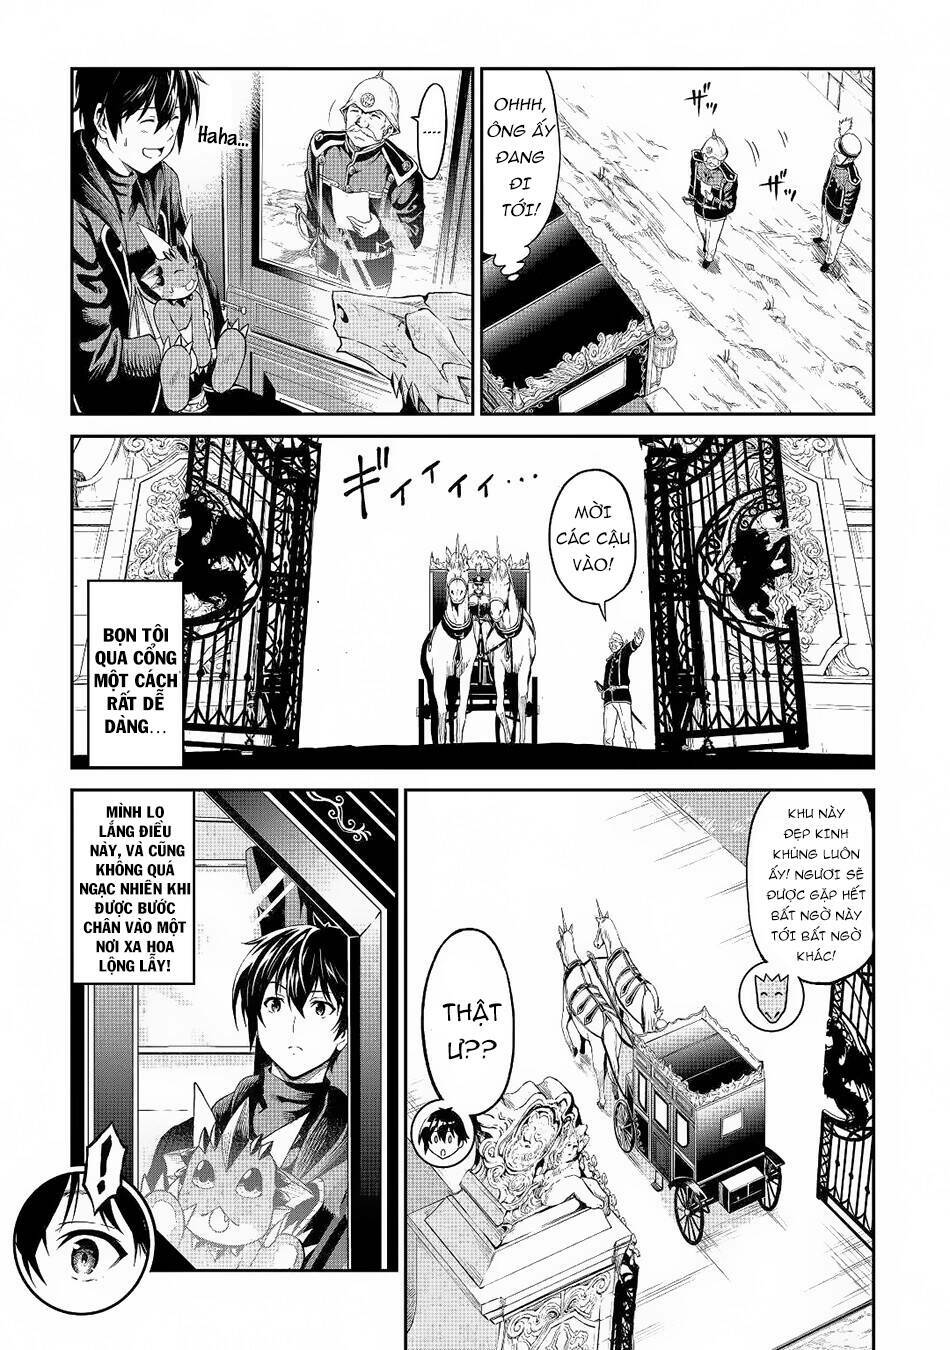 ザッ
ザッ
OHHH,
ÔNG ẤY
ĐANG
ĐI
TỚI!
.....
Haha...
ギィイィィ...
MỜI
CÁC CẬU
VÀO!
BỌN TÔI
QUA CỔNG
MỘT CÁCH
RẤT DỄ
DÀNG...
KHU NÀY
ĐẸP KINH
KHỦNG LUÔN
ẤY! NGƯƠI SẼ
ĐƯỢC GẶP HẾT
BẤT NGỜ NÀY
TỚI BẤT NGỜ
KHÁC!
THẬT
Ư??
MÌNH LO
LẮNG ĐIỀU
NÀY, VÀ CŨNG
KHÔNG QUÁ
NGẠC NHIÊN KHI
ĐƯỢC BƯỚC
CHÂN VÀO MỘT
NƠI XA HOA
LỘNG LẪY!
!